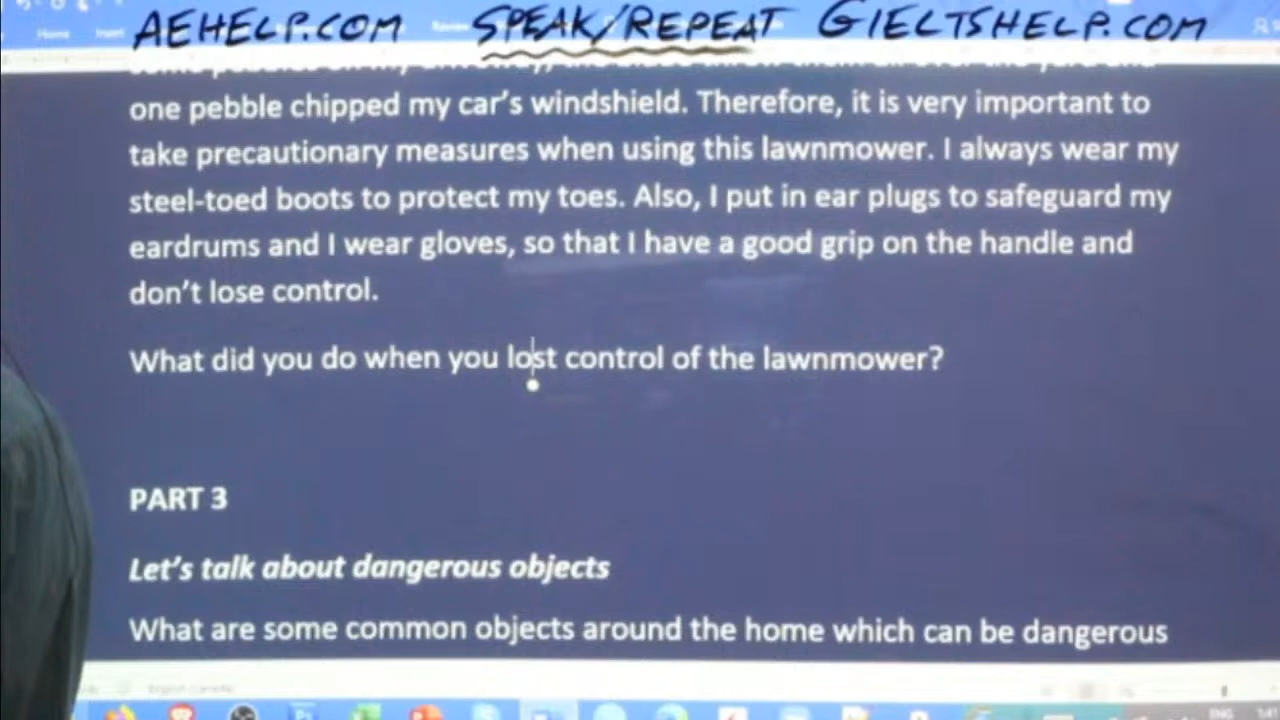 AEHELP.COM SPEAK/REPEAT GIELTSHELP.COM
Home Insert
one pebble chipped my car's windshield. Therefore, it is very important to
take precautionary measures when using this lawnmower. I always wear my
steel-toed boots to protect my toes. Also, I put in ear plugs to safeguard my
eardrums and I wear gloves, so that I have a good grip on the handle and
don't lose control.
What did you do when you lost control of the lawnmower?
PART 3
Let's talk about dangerous objects
What are some common objects around the home which can be dangerous